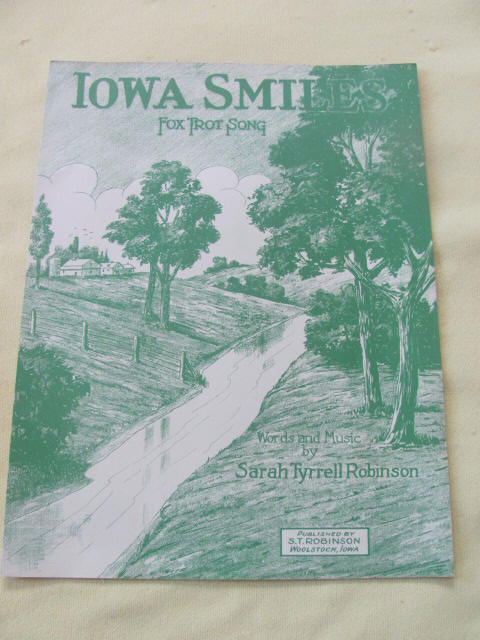 IOWA SMILES
FOX TROT SONG
Words and Music
by
Sarah Tyrrell Robinson
PUBLISHED BY
S.T. ROBINSON
WOOLSTOCK, IOWA